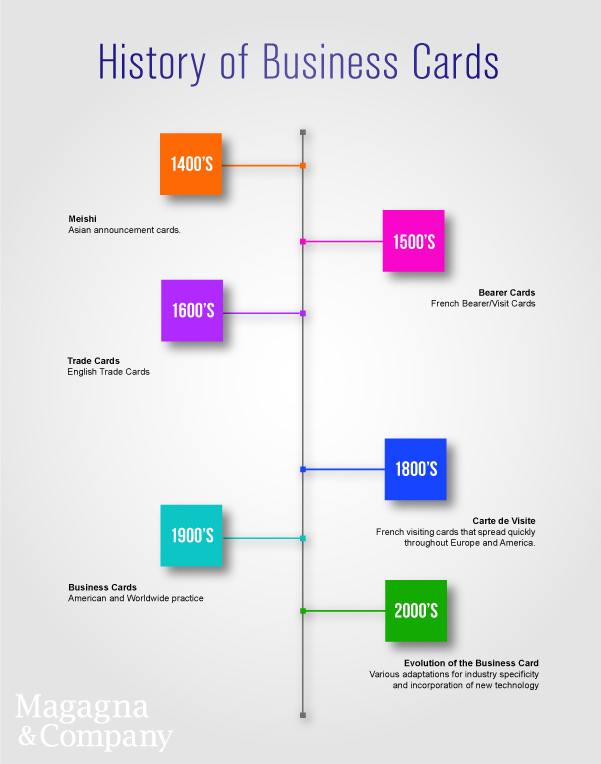 History of Business Cards
1400'S
Meishi
Asian announcement cards.
1500'S
Bearer Cards
French Bearer/Visit Cards
1600'S
Trade Cards
English Trade Cards
1800'S
Carte de Visite
French visiting cards that spread quickly
throughout Europe and America.
1900'S
Business Cards
American and Worldwide practice
2000'S
Evolution of the Business Card
Various adaptations for industry specificity
and incorporation of new technology
Magagna
&Company